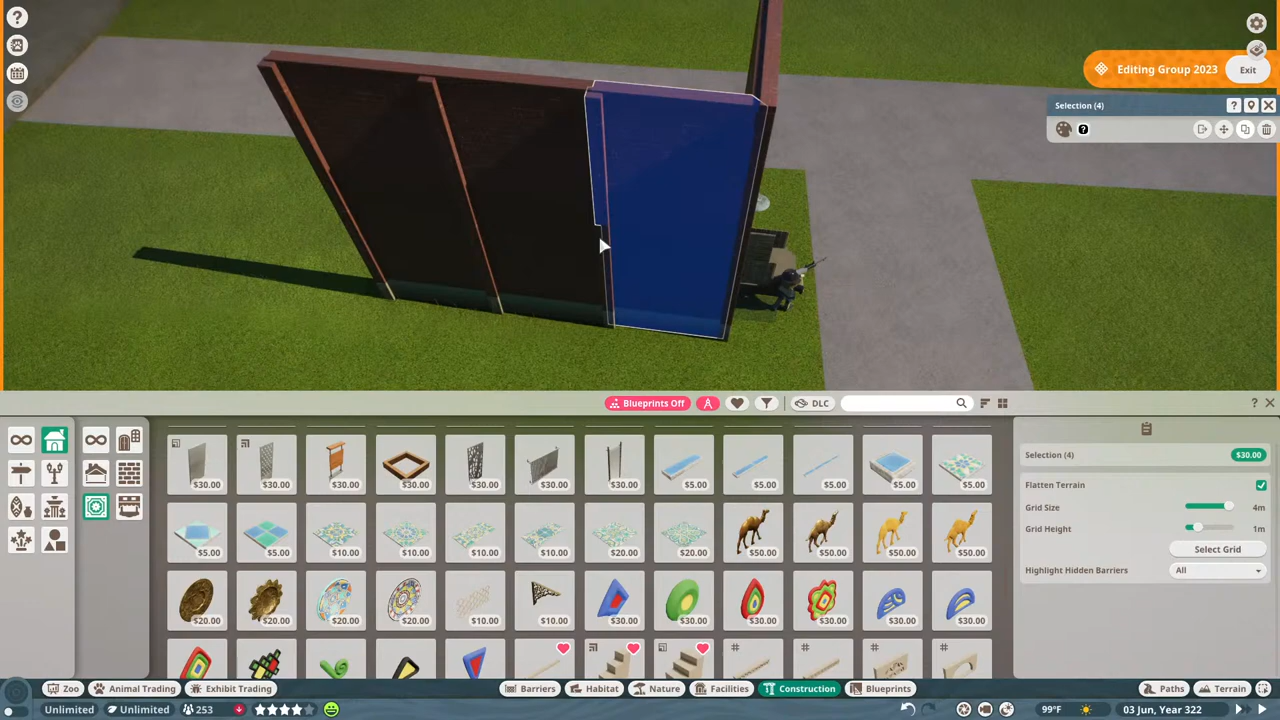 Editing Group 2023
Exit
Selection (4)
?
Blueprints Off
DLC
$30.00 $30.00 $30.00 $30.00 $30.00 $30.00 $30.00 $5.00 $5.00 $5.00 $5.00 $5.00
$5.00 $5.00 $10.00 $10.00 $10.00 $10.00 $20.00 $20.00 $50.00 $50.00 $50.00 $50.00
$20.00 $20.00 $20.00 $20.00 $10.00 $10.00 $30.00 $30.00 $30.00 $30.00 $30.00 $30.00
Selection (4) $30.00
Flatten Terrain
Grid Size 4m
Grid Height 1m
Select Grid
Highlight Hidden Barriers All
Zoo Animal Trading Exhibit Trading Barriers Habitat Nature Facilities Construction Blueprints Paths Terrain
Unlimited Unlimited 253 99°F 03 Jun, Year 322